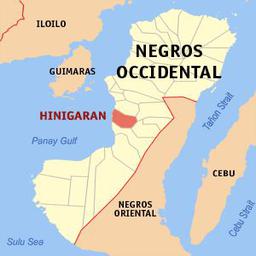 ILOILO
NEGROS
OCCIDENTAL
GUIMARAS
HINIGARAN
Tañon Strait
Panay Gulf
CEBU
NEGROS
ORIENTAL
Cebu Strait
Sulu Sea